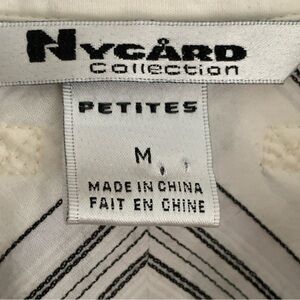 NYGÅRD
Collection
PETITES
M
MADE IN CHINA
FAIT EN CHINE